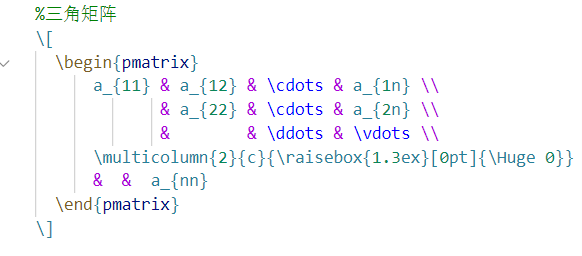 %三角矩阵
\[
\begin{pmatrix}
a_{11} & a_{12} & \cdots & a_{1n} \\
& a_{22} & \cdots & a_{2n} \\
& & \ddots & \vdots \\
\multicolumn{2}{c}{\raisebox{1.3ex}[0pt]{\Huge 0}}
& & a_{nn}
\end{pmatrix}
\]